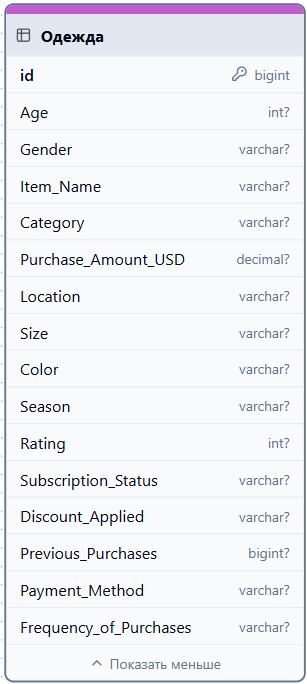 Одежда
id bigint
Age int?
Gender varchar?
Item_Name varchar?
Category varchar?
Purchase_Amount_USD decimal?
Location varchar?
Size varchar?
Color varchar?
Season varchar?
Rating int?
Subscription_Status varchar?
Discount_Applied varchar?
Previous_Purchases bigint?
Payment_Method varchar?
Frequency_of_Purchases varchar?
Показать меньше